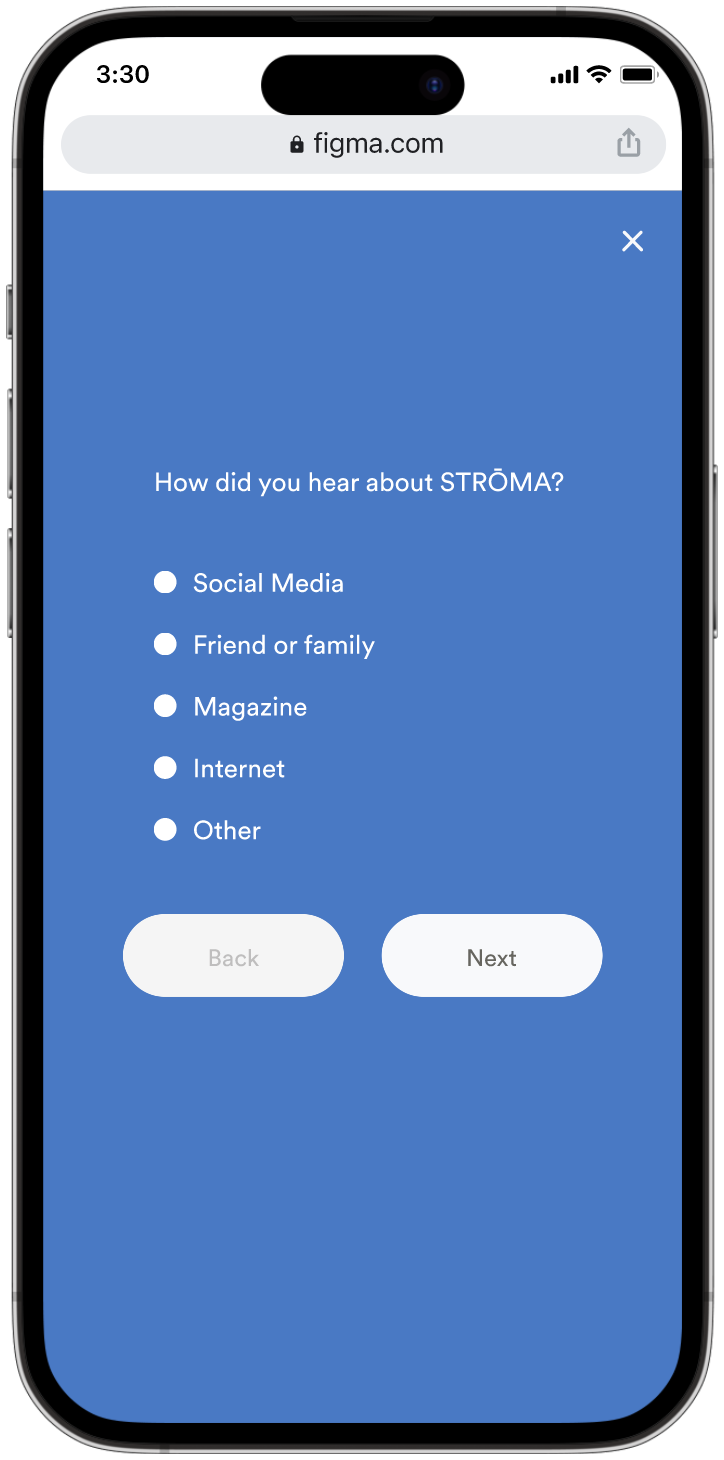 3:30
figma.com
How did you hear about STRŌMA?
Social Media
Friend or family
Magazine
Internet
Other
Back
Next